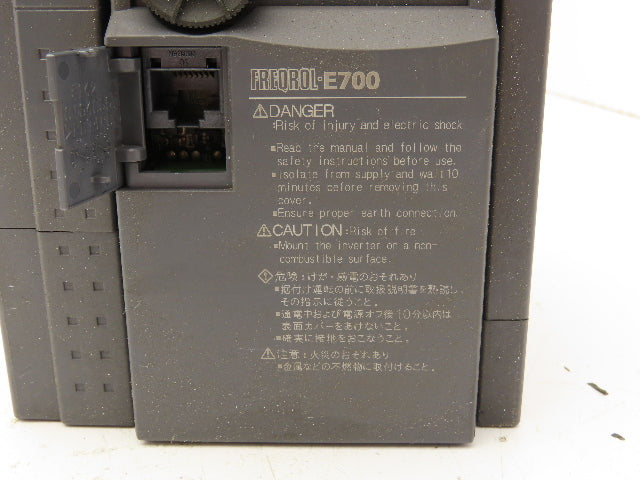 FREQROL-E700
⚠DANGER
:Risk of injury and electric shock
■Read the manual and follow the
safety instructions before use.
■Isolate from supply and wait 10
minutes before removing this
cover.
■Ensure proper earth connection.
⚠CAUTION:Risk of fire
■Mount the inverter on a non-
combustible surface.
危険:けが・感電のおそれあり
■据付け運転の前に取扱説明書を熟読し、
その指示に従うこと。
■通電中および電源オフ後10分以内は
表面カバーをあけないこと。
■確実に接地をおこなうこと。
⚠注意:火災のおそれあり
■金属などの不燃物に取付けること。